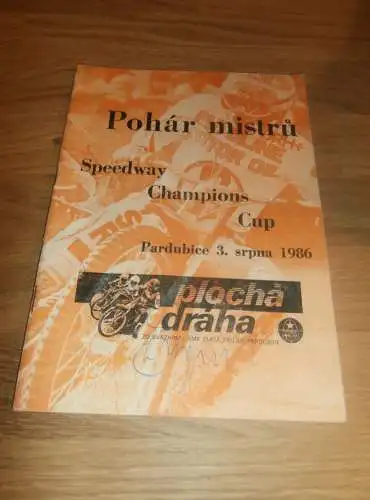 Pohár mistrů
Speedway
Champions
Cup
Pardubice 3. srpna 1986
plochá
dráha